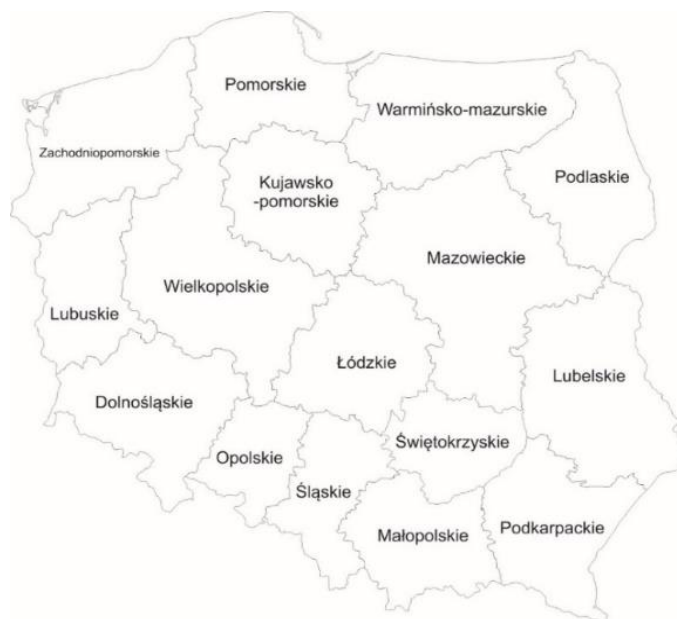 Pomorskie
Warmińsko-mazurskie
Zachodniopomorskie
Podlaskie
Kujawsko
-pomorskie
Mazowieckie
Wielkopolskie
Lubuskie
Łódzkie
Lubelskie
Dolnośląskie
Świętokrzyskie
Opolskie
Śląskie
Podkarpackie
Małopolskie